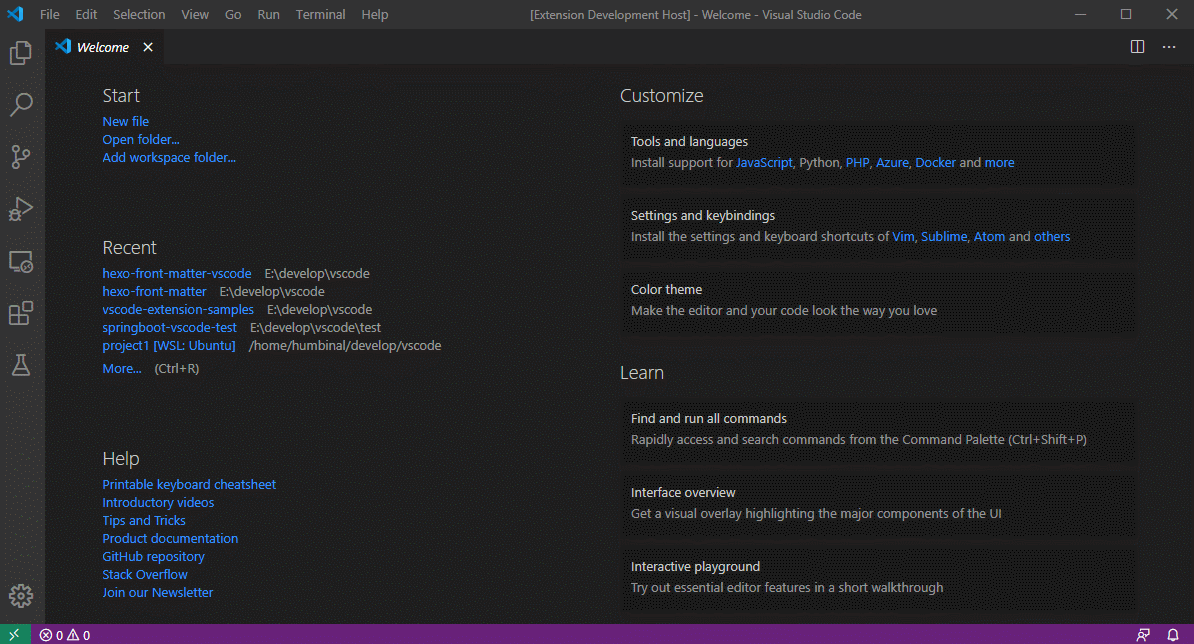 File Edit Selection View Go Run Terminal Help [Extension Development Host] - Welcome - Visual Studio Code
Welcome
Start
New file
Open folder...
Add workspace folder...
Recent
hexo-front-matter-vscode E:\develop\vscode
hexo-front-matter E:\develop\vscode
vscode-extension-samples E:\develop\vscode
springboot-vscode-test E:\develop\vscode\test
project1 [WSL: Ubuntu] /home/humbinal/develop/vscode
More... (Ctrl+R)
Help
Printable keyboard cheatsheet
Introductory videos
Tips and Tricks
Product documentation
GitHub repository
Stack Overflow
Join our Newsletter
Customize
Tools and languages
Install support for JavaScript, Python, PHP, Azure, Docker and more
Settings and keybindings
Install the settings and keyboard shortcuts of Vim, Sublime, Atom and others
Color theme
Make the editor and your code look the way you love
Learn
Find and run all commands
Rapidly access and search commands from the Command Palette (Ctrl+Shift+P)
Interface overview
Get a visual overlay highlighting the major components of the UI
Interactive playground
Try out essential editor features in a short walkthrough
0 0